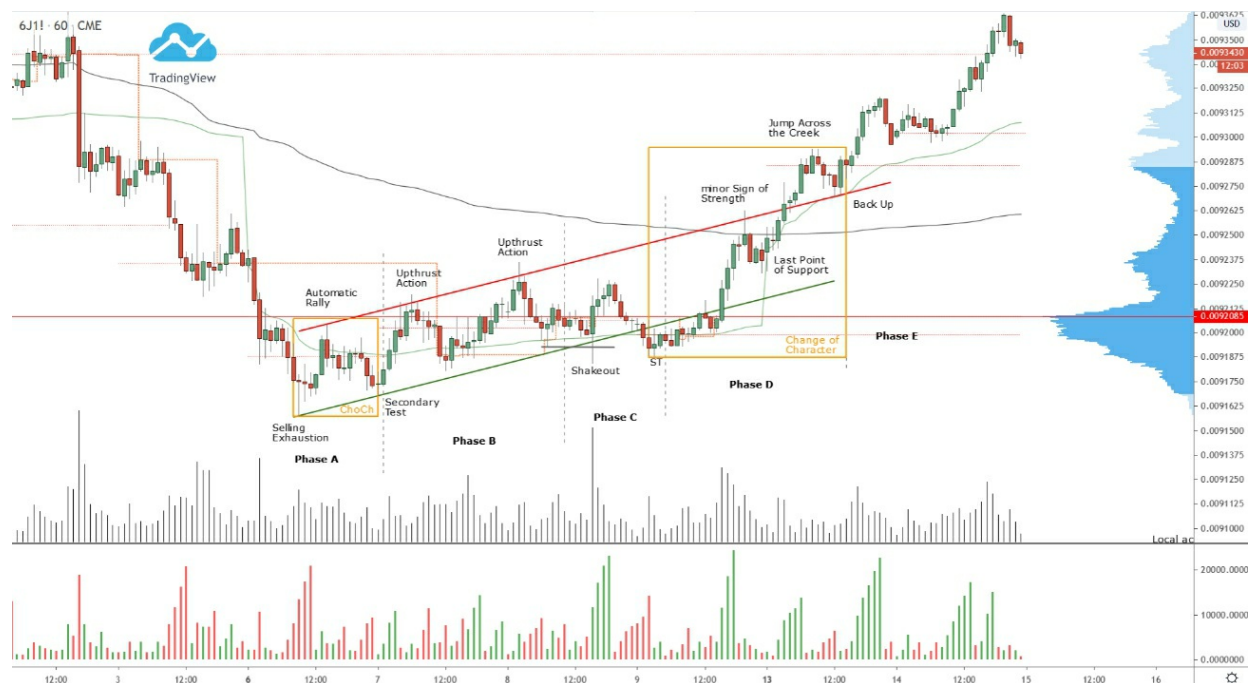 6J1! · 60 · CME
TradingView
Jump Across
the Creek
minor Sign of
Strength
Back Up
Upthrust
Action
Last Point
of Support
Upthrust
Action
Automatic
Rally
Change of
Character
Phase E
ST
Shakeout
Phase D
ChoCh
Secondary
Test
Phase C
Selling
Exhaustion
Phase B
Phase A
Local ac
0.0093625
USD
0.0093500
0.0093430
12:03
0.0093250
0.0093125
0.0093000
0.0092875
0.0092750
0.0092625
0.0092500
0.0092375
0.0092250
0.0092085
0.0092000
0.0091875
0.0091750
0.0091625
0.0091500
0.0091375
0.0091250
0.0091125
0.0091000
20000.0000
10000.0000
0.0000000
12:00 3 12:00 6 12:00 7 12:00 8 12:00 9 12:00 13 12:00 14 12:00 15 12:00 16